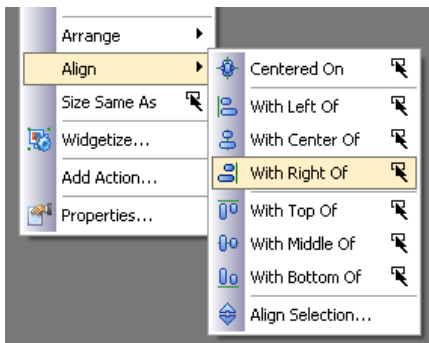 Arrange
Align
Size Same As
Widgetize...
Add Action...
Properties...
Centered On
With Left Of
With Center Of
With Right Of
With Top Of
With Middle Of
With Bottom Of
Align Selection...